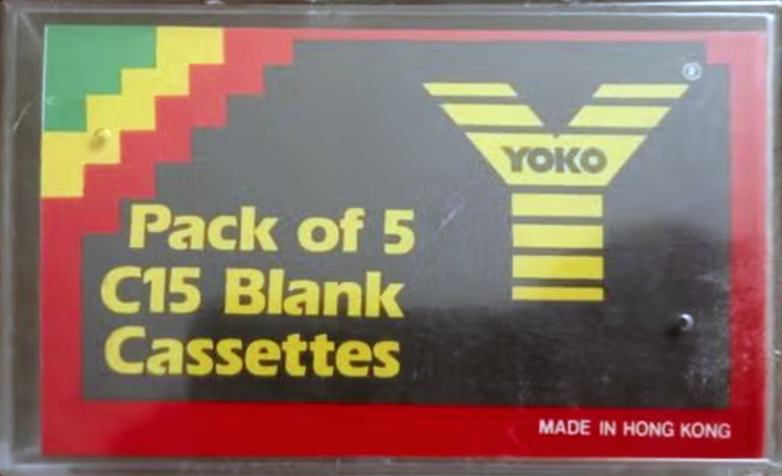 ®
YOKO
Pack of 5
C15 Blank
Cassettes
MADE IN HONG KONG